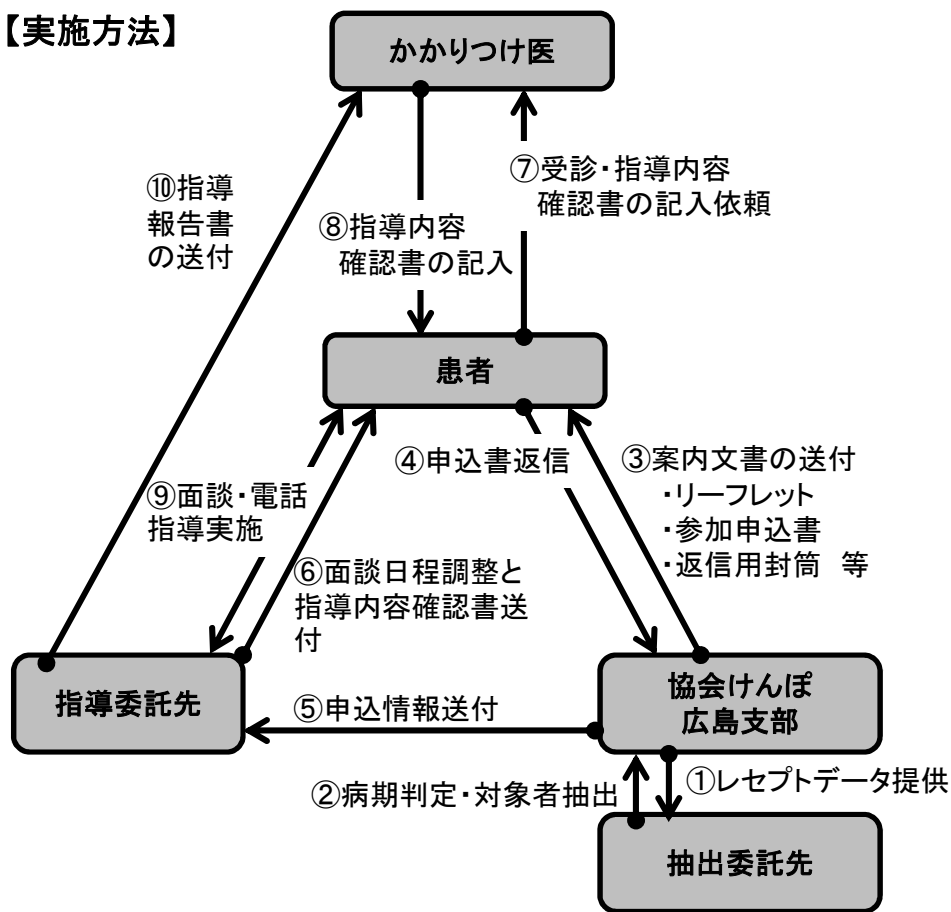 【実施方法】
かかりつけ医
⑦受診・指導内容
確認書の記入依頼
⑩指導
報告書
の送付
⑧指導内容
確認書の記入
患者
④申込書返信
③案内文書の送付
・リーフレット
・参加申込書
・返信用封筒 等
⑨面談・電話
指導実施
⑥面談日程調整と
指導内容確認書送
付
指導委託先
協会けんぽ
広島支部
⑤申込情報送付
②病期判定・対象者抽出
①レセプトデータ提供
抽出委託先